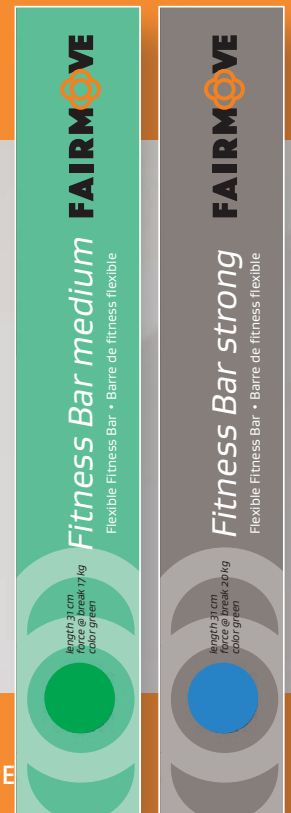 FAIRMOVE
Fitness Bar medium
Flexible Fitness Bar • Barre de fitness flexible
length 31 cm
force @ break 17 kg
color green
FAIRMOVE
Fitness Bar strong
Flexible Fitness Bar • Barre de fitness flexible
length 31 cm
force @ break 20 kg
color green
E